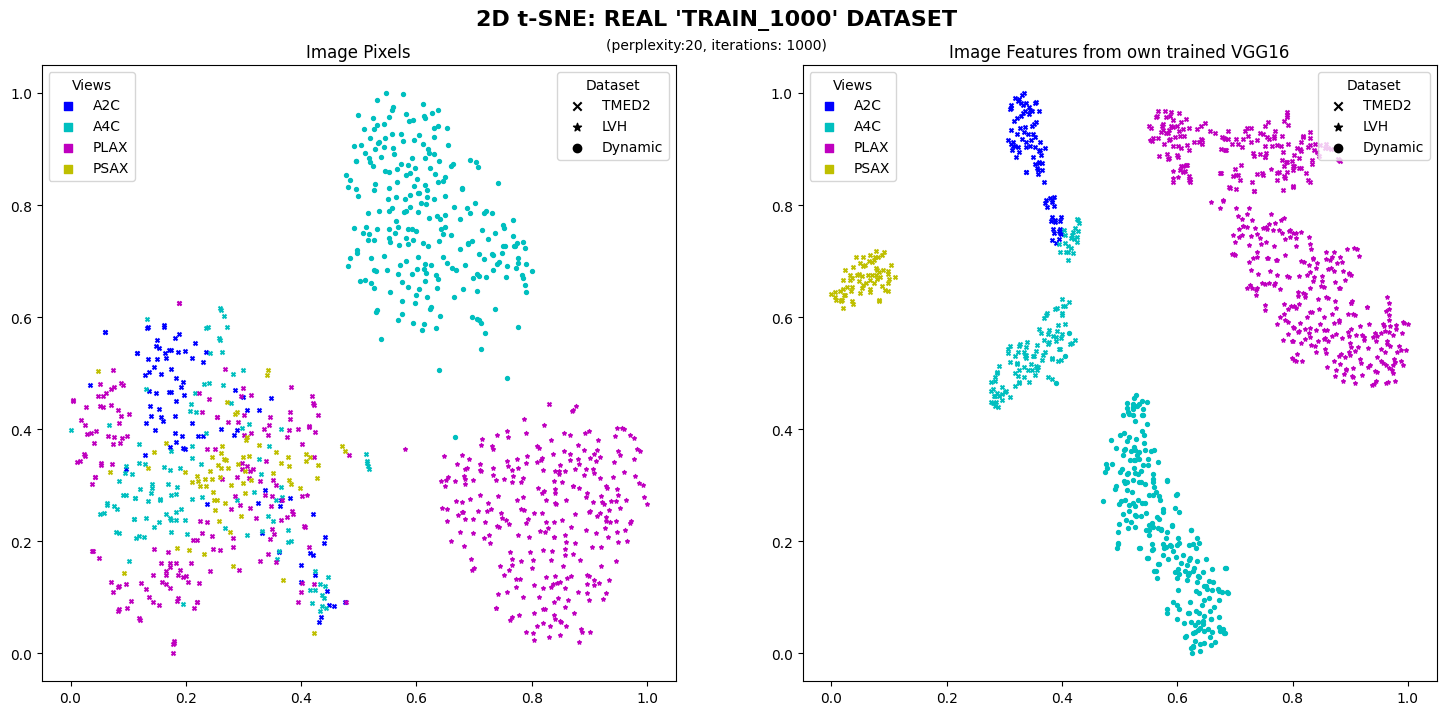 2D t-SNE: REAL 'TRAIN_1000' DATASET
(perplexity:20, iterations: 1000)
Image Pixels
Views
A2C
A4C
PLAX
PSAX
Dataset
TMED2
LVH
Dynamic
1.0
0.8
0.6
0.4
0.2
0.0
0.0 0.2 0.4 0.6 0.8 1.0
Image Features from own trained VGG16
Views
A2C
A4C
PLAX
PSAX
Dataset
TMED2
LVH
Dynamic
1.0
0.8
0.6
0.4
0.2
0.0
0.0 0.2 0.4 0.6 0.8 1.0